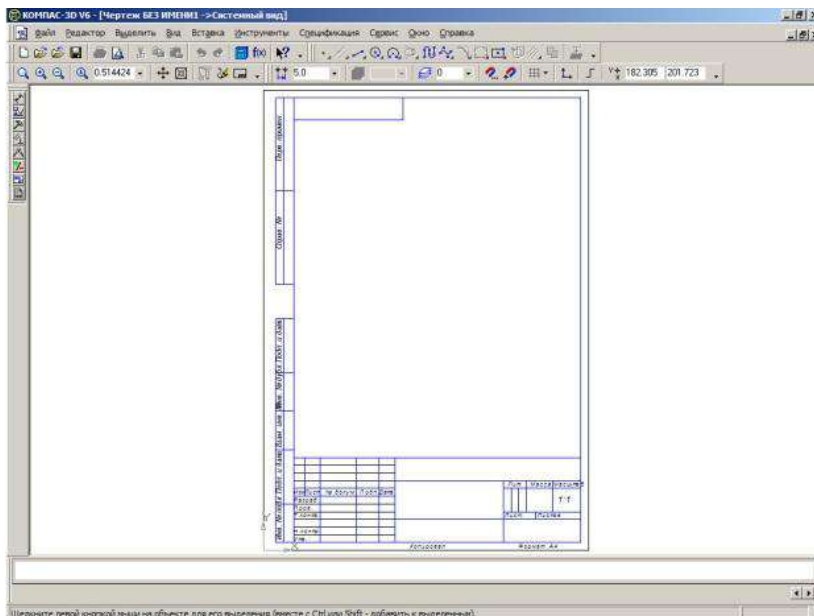 КОМПАС-3D V6 - [Чертеж БЕЗ ИМЕНИ1 ->Системный вид]
Файл Редактор Выделить Вид Вставка Инструменты Спецификация Сервис Окно Справка
0.514424 5.0 0 182.305 201.723
Перв. примен.
Справ. №
Подп. и дата
Взам. инв. №
Подп. и дата
Инв. № подл.
Изм Лист № докум. Подп. Дата
Разраб.
Пров.
Т.контр.
Н.контр.
Утв.
Лит. Масса Масштаб
1:1
Лист Листов
Копировал Формат A4
Щелкните левой кнопкой мыши на объекте для его выделения (вместе с Ctrl или Shift - добавить к выделенным)